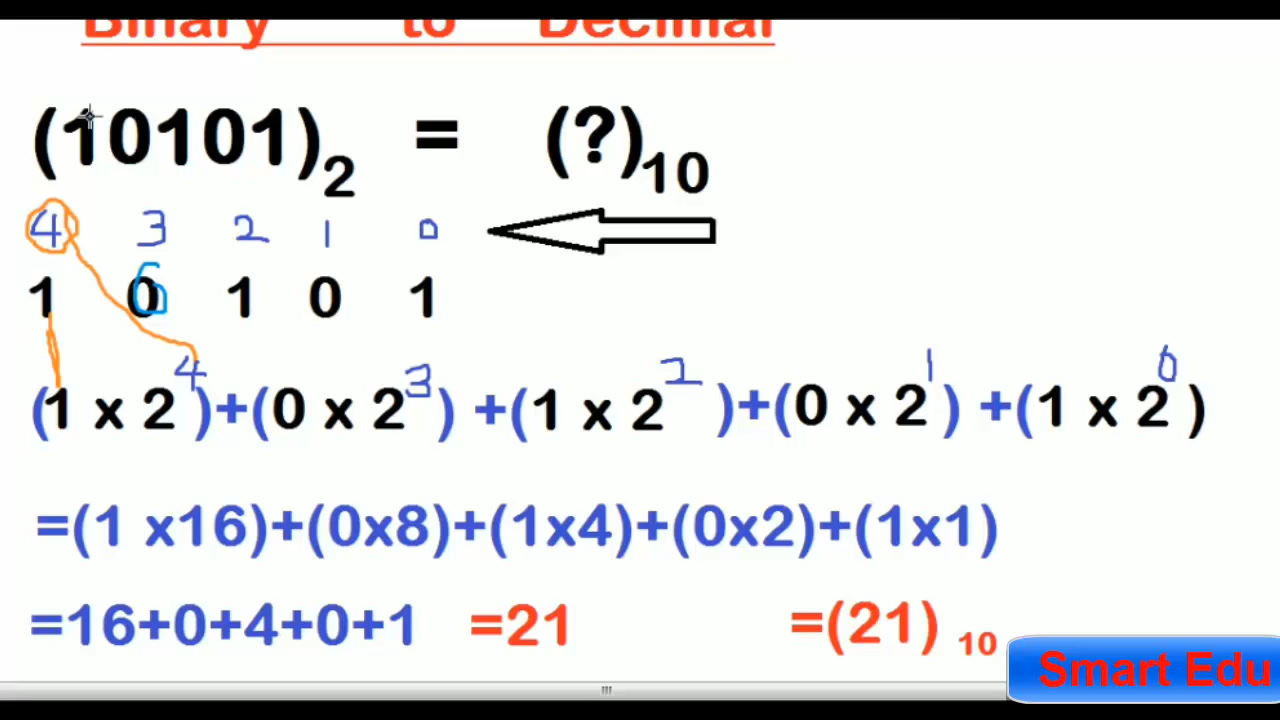 Binary to Decimal
(10101)2 = (?)10
4 3 2 1 0
1 0 1 0 1
(1 x 2^4)+(0 x 2^3) +(1 x 2^2 )+(0 x 2^1 ) +(1 x 2^0 )
=(1 x16)+(0x8)+(1x4)+(0x2)+(1x1)
=16+0+4+0+1 =21 =(21) 10
Smart Edu